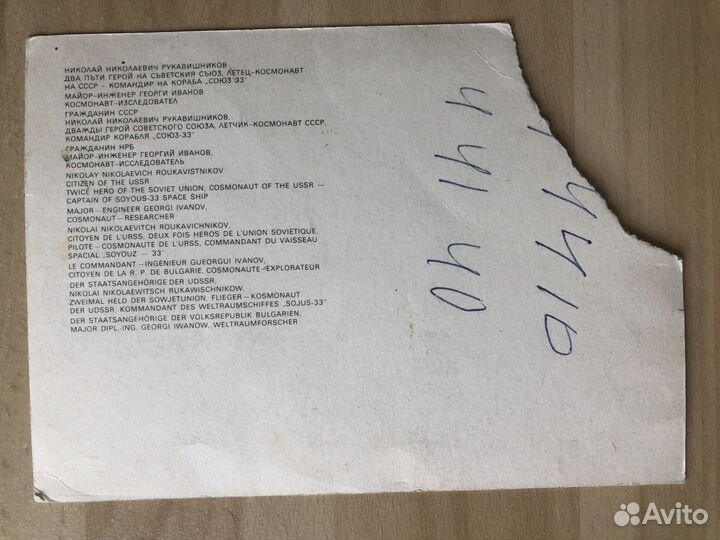 НИКОЛАЙ НИКОЛАЕВИЧ РУКАВИШНИКОВ
ДВА ПЪТИ ГЕРОЙ НА СЪВЕТСКИЯ СЪЮЗ, ЛЕТЕЦ-КОСМОНАВТ
НА СССР – КОМАНДИР НА КОРАБА „СОЮЗ 33"
МАЙОР-ИНЖЕНЕР ГЕОРГИ ИВАНОВ
КОСМОНАВТ-ИЗСЛЕДОВАТЕЛ
ГРАЖДАНИН СССР
НИКОЛАЙ НИКОЛАЕВИЧ РУКАВИШНИКОВ,
ДВАЖДЫ ГЕРОЙ СОВЕТСКОГО СОЮЗА, ЛЕТЧИК-КОСМОНАВТ СССР,
КОМАНДИР КОРАБЛЯ „СОЮЗ-33"
ГРАЖДАНИН НРБ
МАЙОР-ИНЖЕНЕР ГЕОРГИЙ ИВАНОВ,
КОСМОНАВТ-ИССЛЕДОВАТЕЛЬ
NIKOLAY NIKOLAEVICH ROUKAVISTNIKOV
CITIZEN OF THE USSR
TWICE HERO OF THE SOVIET UNION, COSMONAUT OF THE USSR –
CAPTAIN OF SOYOUS-33 SPACE SHIP
MAJOR – ENGINEER GEORGI IVANOV,
COSMONAUT – RESEARCHER
NIKOLAI NIKOLAEVITCH ROUKAVICHNIKOV,
CITOYEN DE L'URSS, DEUX FOIS HEROS DE L'UNION SOVIÉTIQUE,
PILOTE – COSMONAUTE DE L'URSS, COMMANDANT DU VAISSEAU
SPACIAL „SOYOUZ – 33"
LE COMMANDANT – INGÉNIEUR GUEORGUI IVANOV,
CITOYEN DE LA R. P. DE BULGARIE, COSMONAUTE-EXPLORATEUR
DER STAATSANGEHÖRIGE DER UDSSR,
NIKOLAI NIKOLAEWITSCH RUKAWISCHNIKOW,
ZWEIMAL HELD DER SOWJETUNION, FLIEGER – KOSMONAUT
DER UDSSR, KOMMANDANT DES WELTRAUMSCHIFFES „SOJUS-33"
DER STAATSANGEHÖRIGE DER VOLKSREPUBLIK BULGARIEN,
MAJOR DIPL.-ING. GEORGI IWANOW, WELTRAUMFORSCHER
4 41 40
Avito